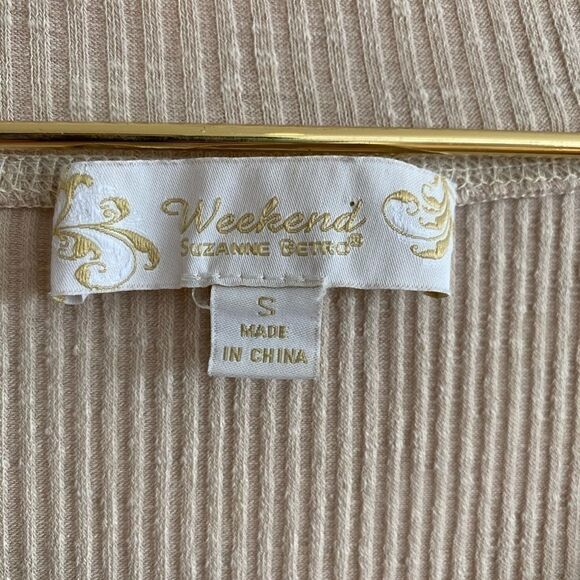 Weekend
SUZANNE BETRO®
S
MADE
IN CHINA